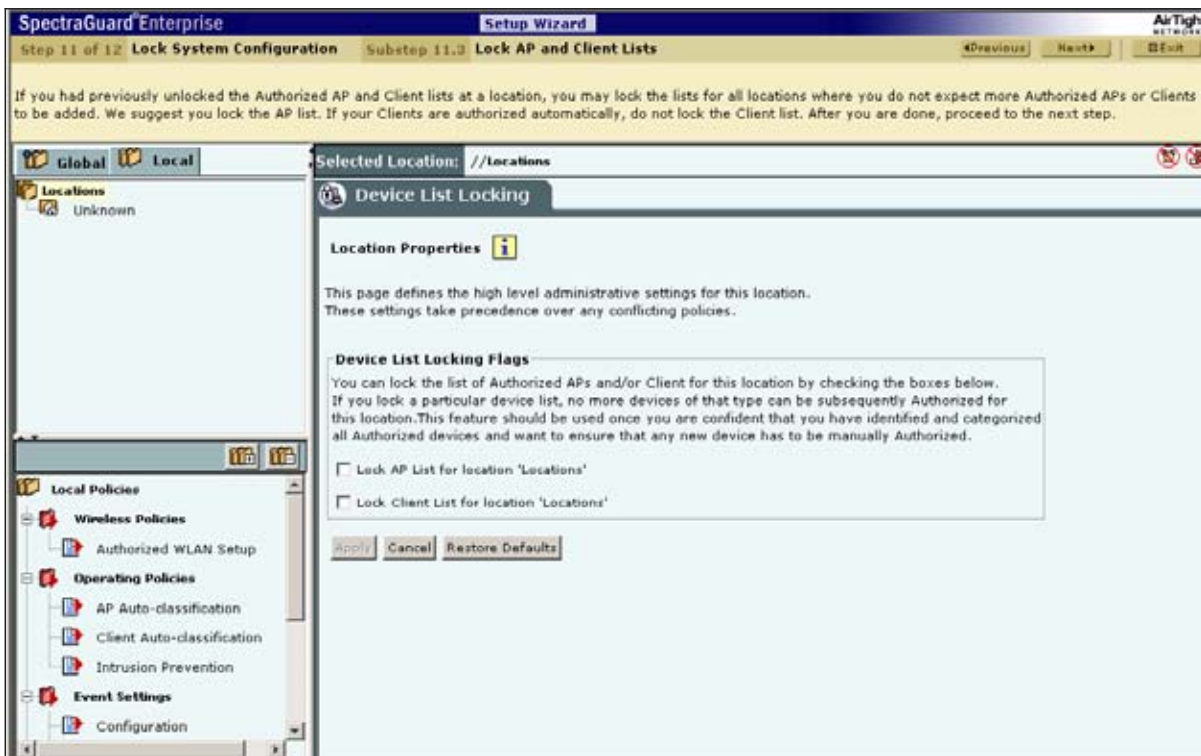 SpectraGuard®Enterprise Setup Wizard AirTigh
Step 11 of 12 Lock System Configuration Substep 11.3 Lock AP and Client Lists Previous Next Exit
If you had previously unlocked the Authorized AP and Client lists at a location, you may lock the lists for all locations where you do not expect more Authorized APs or Clients
to be added. We suggest you lock the AP list. If your Clients are authorized automatically, do not lock the Client list. After you are done, proceed to the next step.
Global Local
Locations
Unknown
Selected Location: //Locations
Device List Locking
Location Properties i
This page defines the high level administrative settings for this location.
These settings take precedence over any conflicting policies.
Device List Locking Flags
You can lock the list of Authorized APs and/or Client for this location by checking the boxes below.
If you lock a particular device list, no more devices of that type can be subsequently Authorized for
this location.This feature should be used once you are confident that you have identified and categorized
all Authorized devices and want to ensure that any new device has to be manually Authorized.
Lock AP List for location 'Locations'
Lock Client List for location 'Locations'
Apply Cancel Restore Defaults
Local Policies
Wireless Policies
Authorized WLAN Setup
Operating Policies
AP Auto-classification
Client Auto-classification
Intrusion Prevention
Event Settings
Configuration